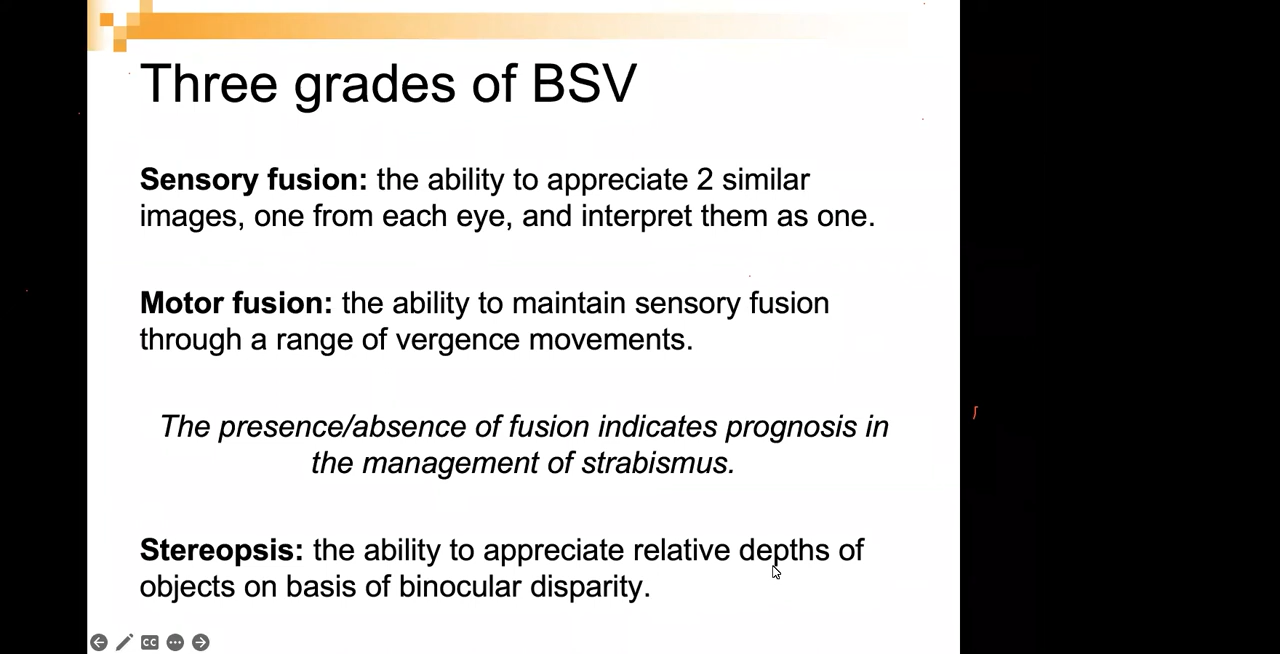 Three grades of BSV
Sensory fusion: the ability to appreciate 2 similar
images, one from each eye, and interpret them as one.
Motor fusion: the ability to maintain sensory fusion
through a range of vergence movements.
The presence/absence of fusion indicates prognosis in
the management of strabismus.
Stereopsis: the ability to appreciate relative depths of
objects on basis of binocular disparity.
CC